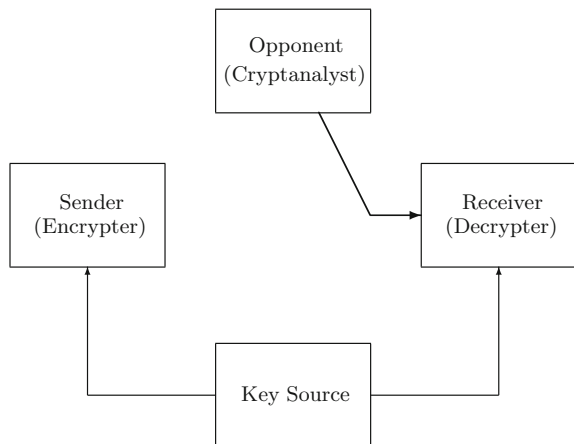 Opponent
(Cryptanalyst)
Sender
(Encrypter)
Receiver
(Decrypter)
Key Source